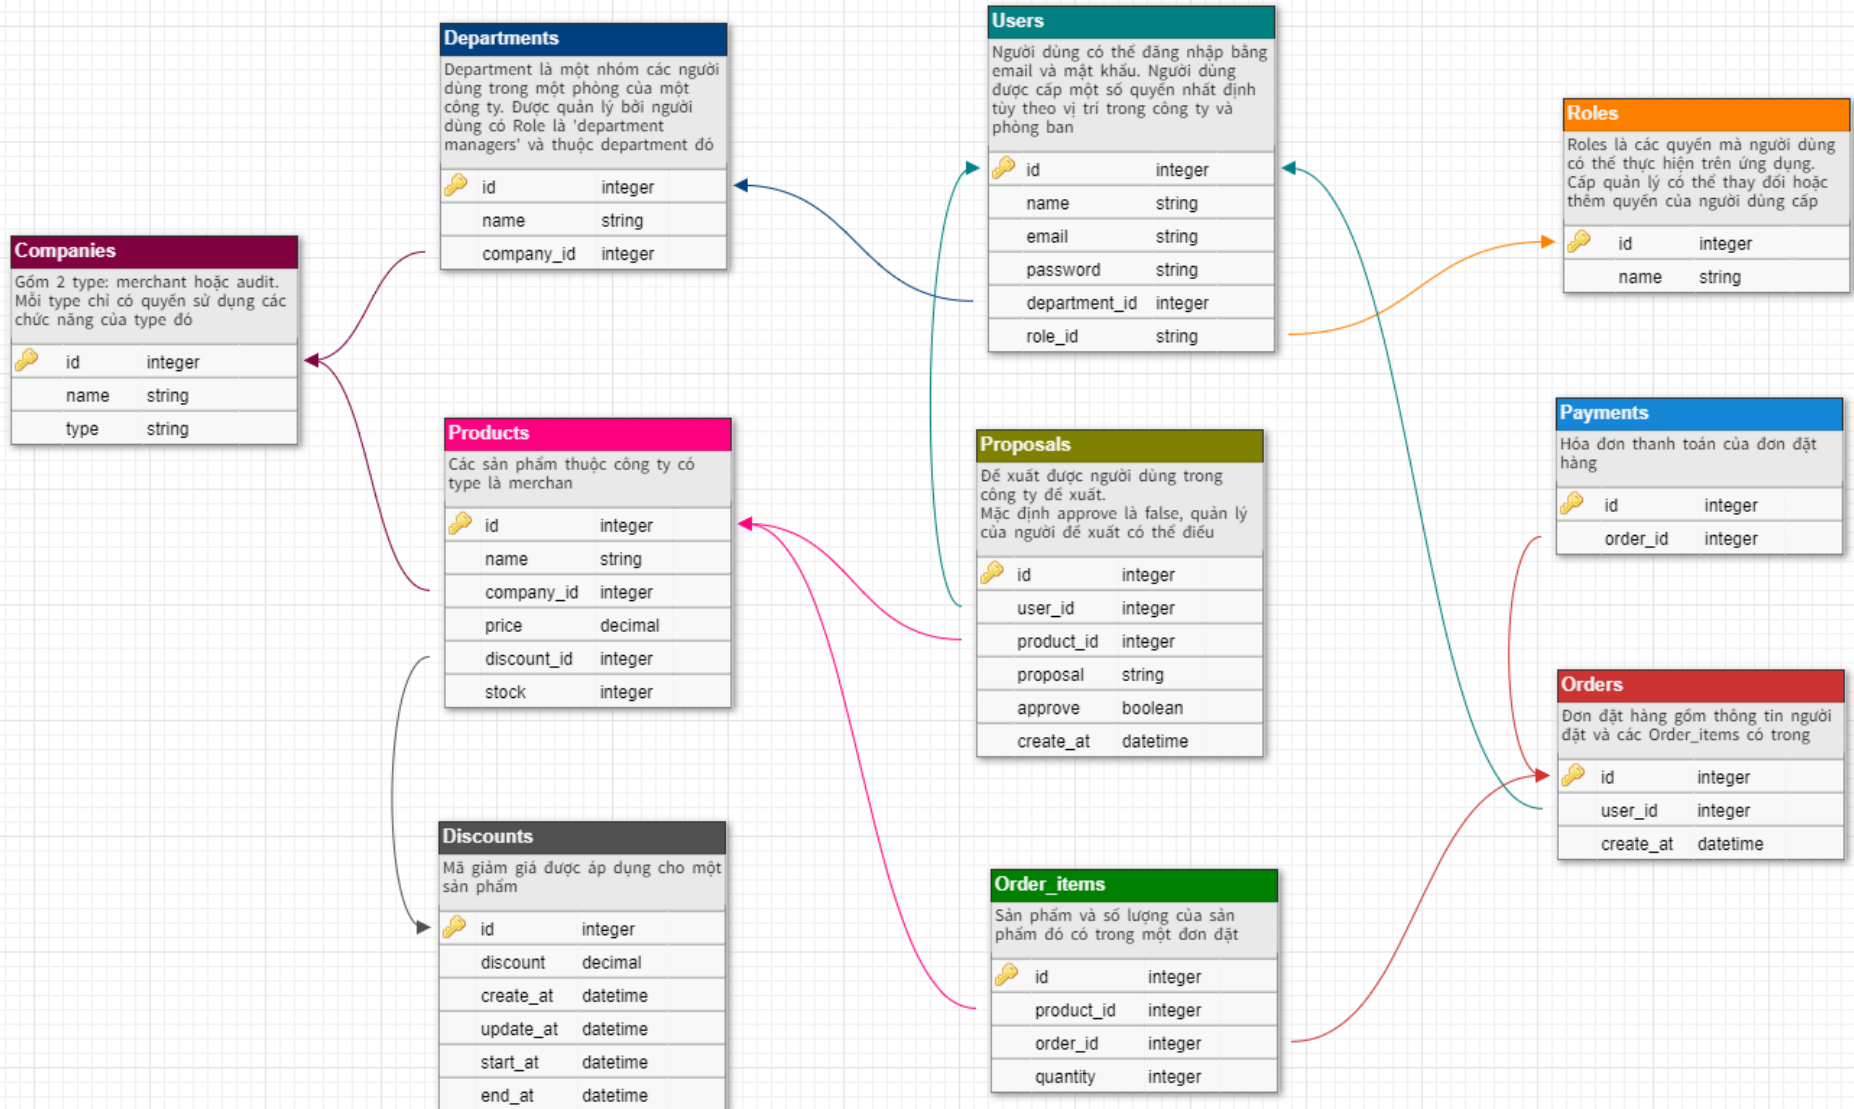 Departments
Department là một nhóm các người
dùng trong một phòng của một
công ty. Được quản lý bởi người
dùng có Role là 'department
managers' và thuộc department đó
id integer
name string
company_id integer
Users
Người dùng có thể đăng nhập bằng
email và mật khẩu. Người dùng
được cấp một số quyền nhất định
tùy theo vị trí trong công ty và
phòng ban
id integer
name string
email string
password string
department_id integer
role_id string
Roles
Roles là các quyền mà người dùng
có thể thực hiện trên ứng dụng.
Cấp quản lý có thể thay đổi hoặc
thêm quyền của người dùng cấp
id integer
name string
Companies
Gồm 2 type: merchant hoặc audit.
Mỗi type chỉ có quyền sử dụng các
chức năng của type đó
id integer
name string
type string
Products
Các sản phẩm thuộc công ty có
type là merchan
id integer
name string
company_id integer
price decimal
discount_id integer
stock integer
Proposals
Đề xuất được người dùng trong
công ty đề xuất.
Mặc định approve là false, quản lý
của người đề xuất có thể điều
id integer
user_id integer
product_id integer
proposal string
approve boolean
create_at datetime
Payments
Hóa đơn thanh toán của đơn đặt
hàng
id integer
order_id integer
Orders
Đơn đặt hàng gồm thông tin người
đặt và các Order_items có trong
id integer
user_id integer
create_at datetime
Discounts
Mã giảm giá được áp dụng cho một
sản phẩm
id integer
discount decimal
create_at datetime
update_at datetime
start_at datetime
end_at datetime
Order_items
Sản phẩm và số lượng của sản
phẩm đó có trong một đơn đặt
id integer
product_id integer
order_id integer
quantity integer